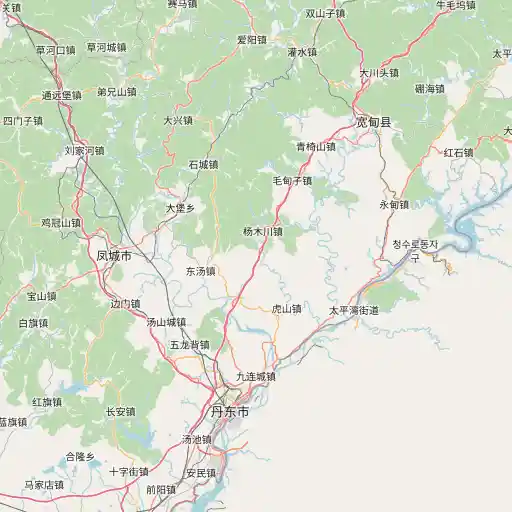 关镇
赛马镇
双山子镇
牛毛坞镇
草河口镇
草河城镇
爱阳镇
灌水镇
太平
大川头镇
通远堡镇
弟兄山镇
硼海镇
四门子镇
大兴镇
宽甸县
大
刘家河镇
青椅山镇
红石镇
石城镇
毛甸子镇
大堡乡
永甸镇
鸡冠山镇
杨木川镇
청수로동자
구
凤城市
东汤镇
宝山镇
边门镇
虎山镇
太平湾街道
白旗镇
汤山城镇
五龙背镇
九连城镇
红旗镇
长安镇
丹东市
蓝旗镇
汤池镇
合隆乡
十字街镇
安民镇
马家店镇
前阳镇